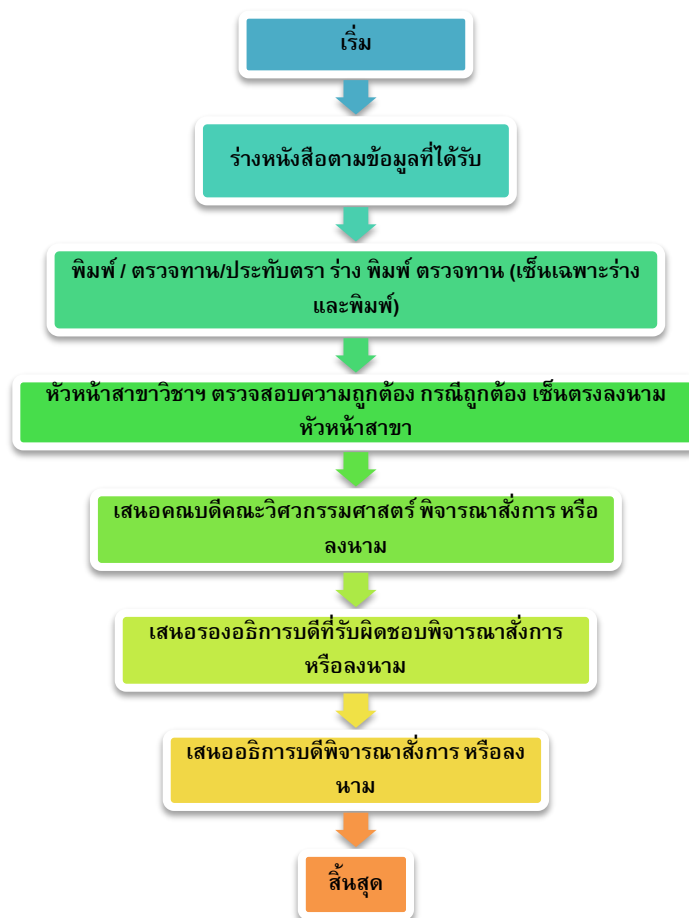 เริ่ม
ร่างหนังสือตามข้อมูลที่ได้รับ
พิมพ์ / ตรวจทาน/ประทับตรา ร่าง พิมพ์ ตรวจทาน (เซ็นเฉพาะร่าง
และพิมพ์)
หัวหน้าสาขาวิชาฯ ตรวจสอบความถูกต้อง กรณีถูกต้อง เซ็นตรงลงนาม
หัวหน้าสาขา
เสนอคณบดีคณะวิศวกรรมศาสตร์ พิจารณาสั่งการ หรือ
ลงนาม
เสนอรองอธิการบดีที่รับผิดชอบพิจารณาสั่งการ
หรือลงนาม
เสนออธิการบดีพิจารณาสั่งการ หรือลง
นาม
สิ้นสุด